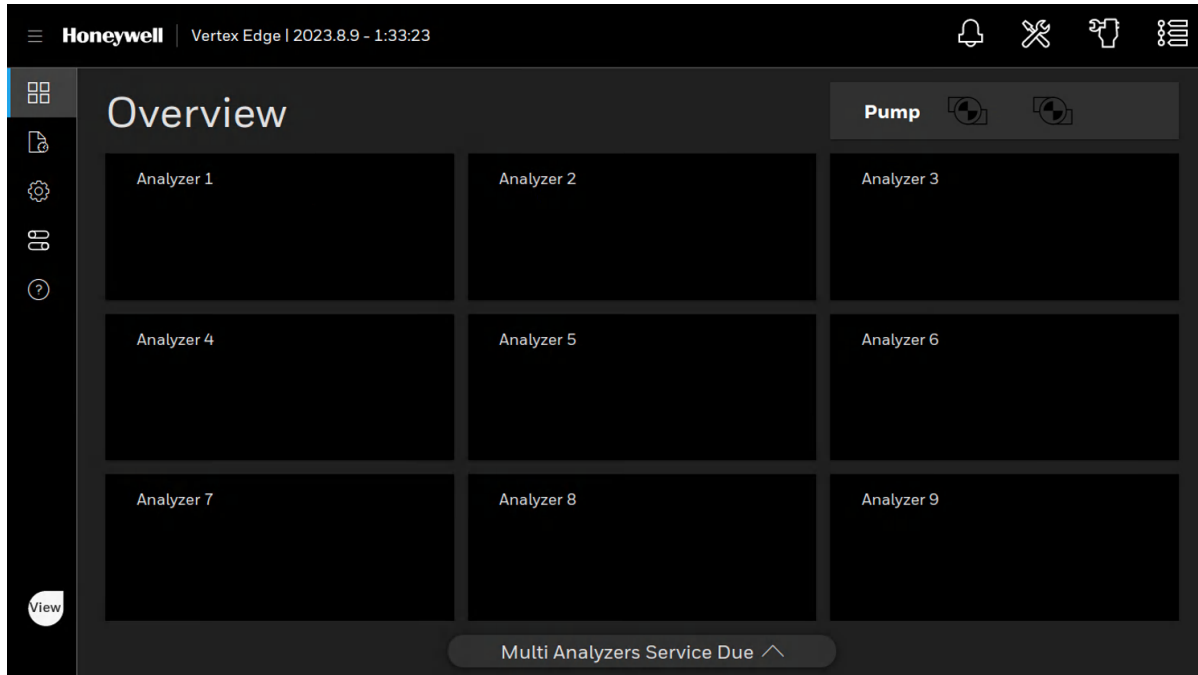 Honeywell Vertex Edge | 2023.8.9 - 1:33:23
Overview
Pump
Analyzer 1 Analyzer 2 Analyzer 3
Analyzer 4 Analyzer 5 Analyzer 6
Analyzer 7 Analyzer 8 Analyzer 9
View
Multi Analyzers Service Due